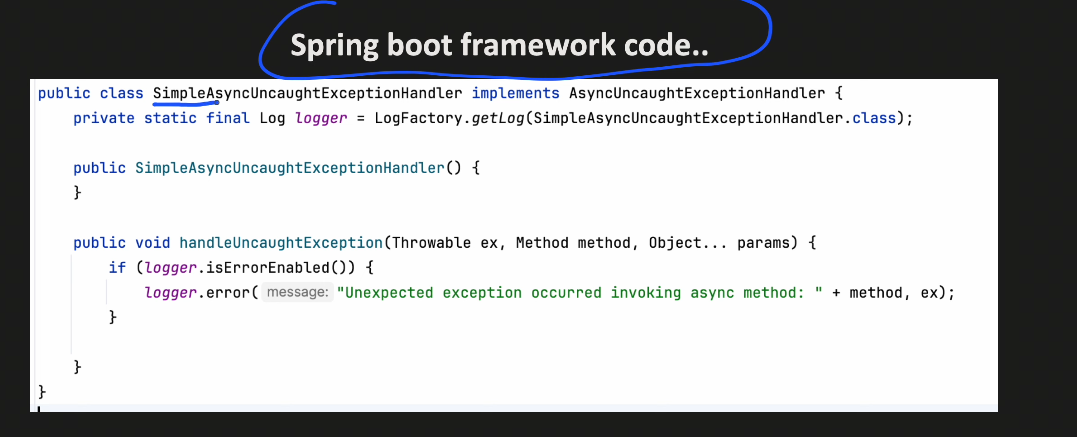 Spring boot framework code..
public class SimpleAsyncUncaughtExceptionHandler implements AsyncUncaughtExceptionHandler {
private static final Log logger = LogFactory.getLog(SimpleAsyncUncaughtExceptionHandler.class);
public SimpleAsyncUncaughtExceptionHandler() {
}
public void handleUncaughtException(Throwable ex, Method method, Object... params) {
if (logger.isErrorEnabled()) {
logger.error( message: "Unexpected exception occurred invoking async method: " + method, ex);
}
}
}